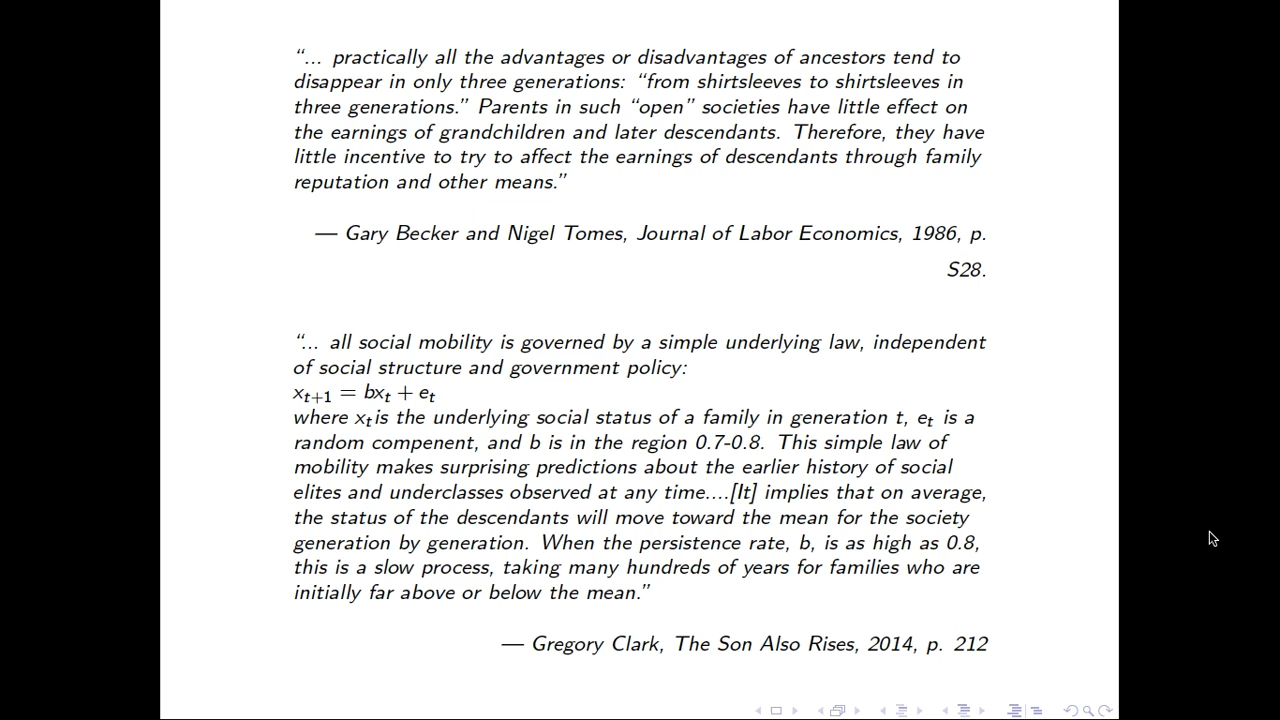 “... practically all the advantages or disadvantages of ancestors tend to
disappear in only three generations: “from shirtsleeves to shirtsleeves in
three generations.” Parents in such “open” societies have little effect on
the earnings of grandchildren and later descendants. Therefore, they have
little incentive to try to affect the earnings of descendants through family
reputation and other means.”
— Gary Becker and Nigel Tomes, Journal of Labor Economics, 1986, p.
S28.
“... all social mobility is governed by a simple underlying law, independent
of social structure and government policy:
xₜ₊₁ = bxₜ + eₜ
where xₜis the underlying social status of a family in generation t, eₜ is a
random compenent, and b is in the region 0.7-0.8. This simple law of
mobility makes surprising predictions about the earlier history of social
elites and underclasses observed at any time....[It] implies that on average,
the status of the descendants will move toward the mean for the society
generation by generation. When the persistence rate, b, is as high as 0.8,
this is a slow process, taking many hundreds of years for families who are
initially far above or below the mean.”
— Gregory Clark, The Son Also Rises, 2014, p. 212